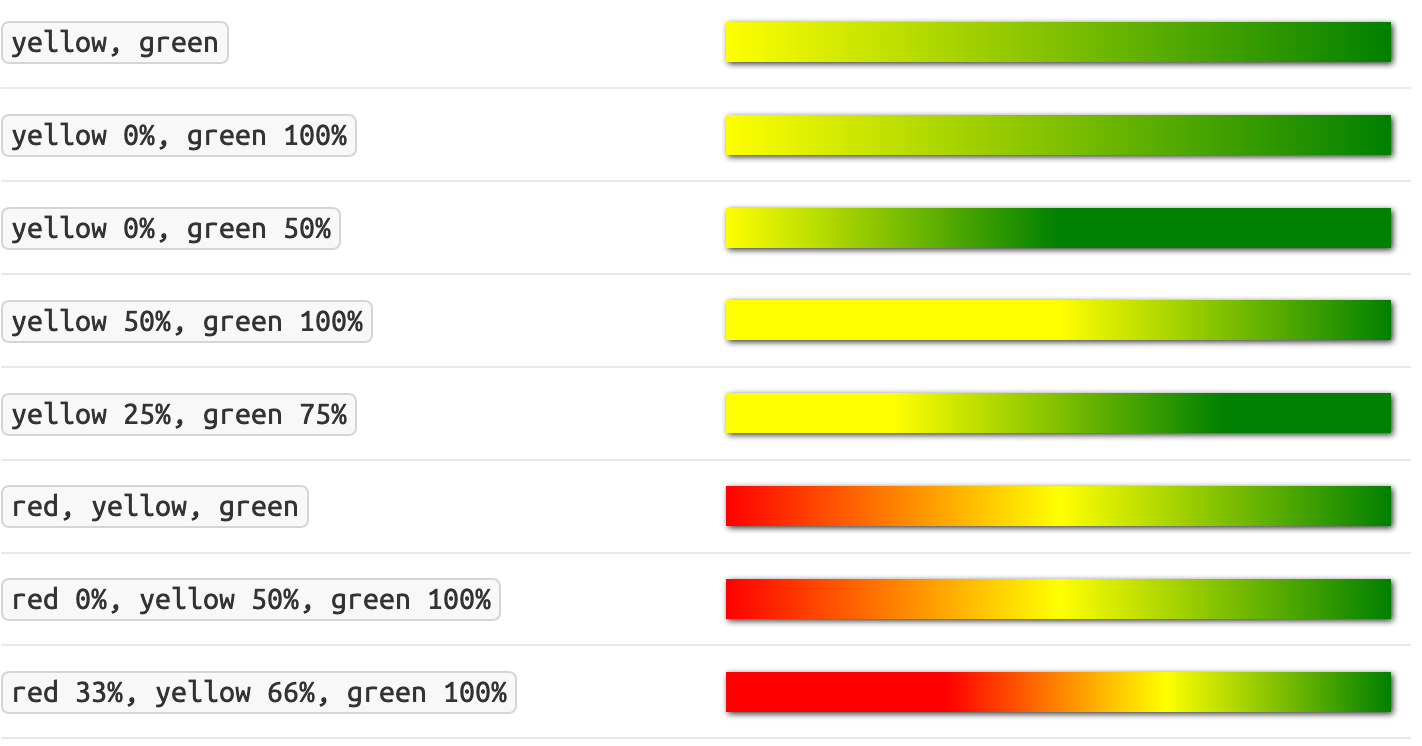 yellow, green
yellow 0%, green 100%
yellow 0%, green 50%
yellow 50%, green 100%
yellow 25%, green 75%
red, yellow, green
red 0%, yellow 50%, green 100%
red 33%, yellow 66%, green 100%